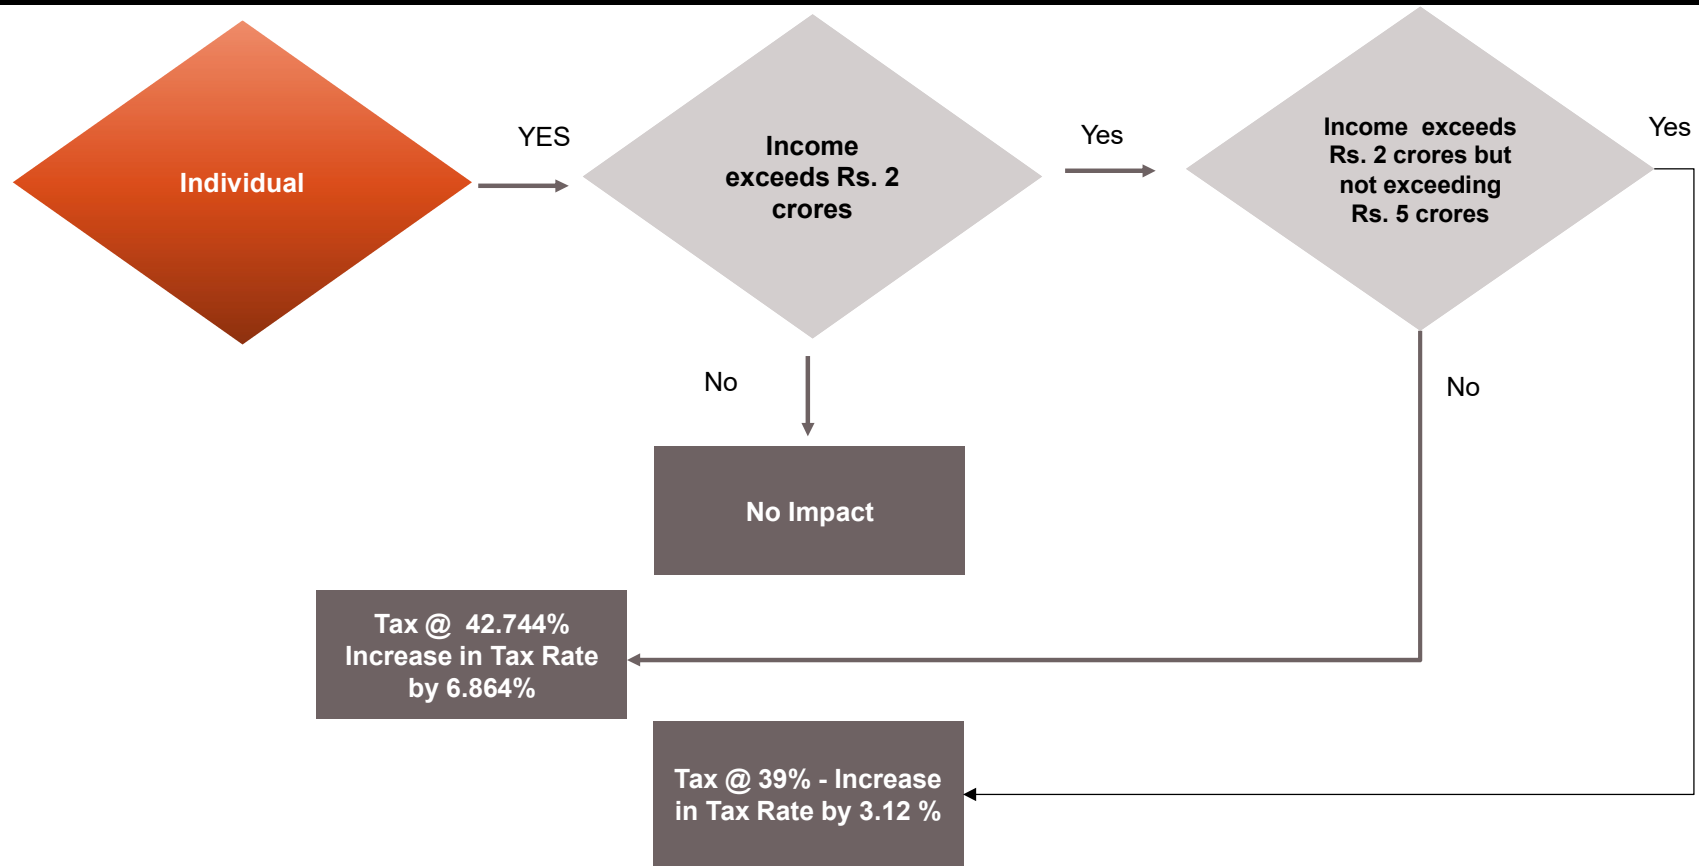 Individual
YES
Income
exceeds Rs. 2
crores
Yes
Income exceeds
Rs. 2 crores but
not exceeding
Rs. 5 crores
Yes
No
No
No Impact
Tax @ 42.744%
Increase in Tax Rate
by 6.864%
Tax @ 39% - Increase
in Tax Rate by 3.12 %